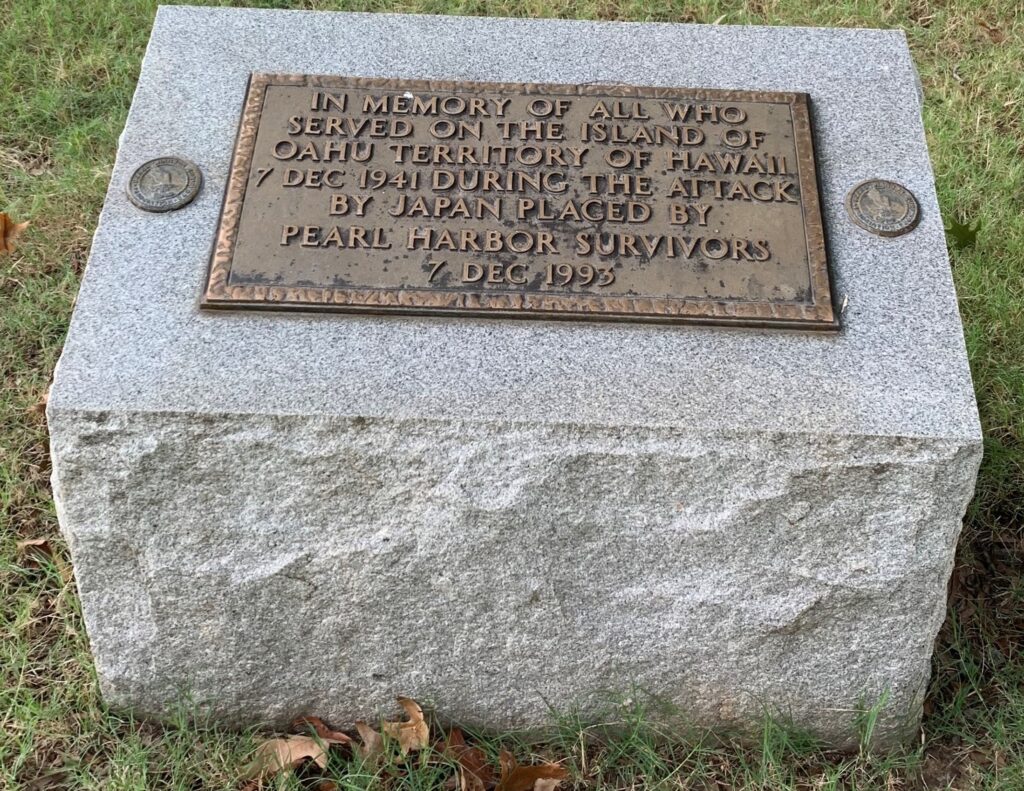 IN MEMORY OF ALL WHO
SERVED ON THE ISLAND OF
OAHU TERRITORY OF HAWAII
7 DEC 1941 DURING THE ATTACK
BY JAPAN PLACED BY
PEARL HARBOR SURVIVORS
7 DEC 1993